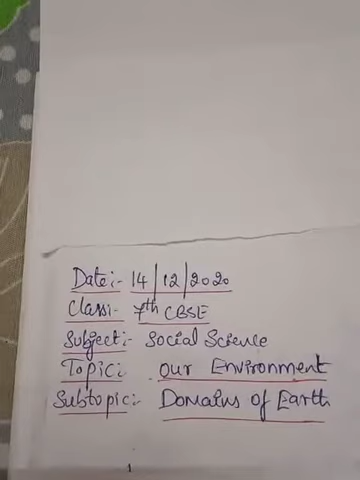 Date:- 14/12/2020
Class:- 7th CBSE
Subject:- Social Science
Topic: Our Environment
Subtopic: Domains of Earth